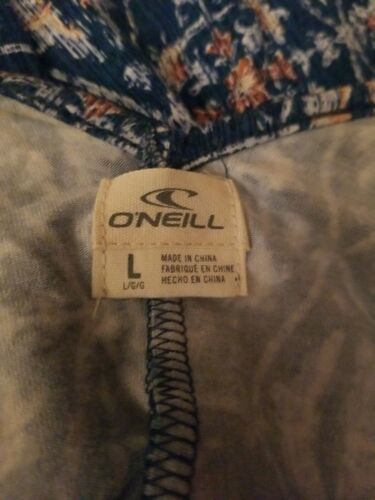 O'NEILL
L
L/G/G
MADE IN CHINA
FABRIQUÉ EN CHINE
HECHO EN CHINA